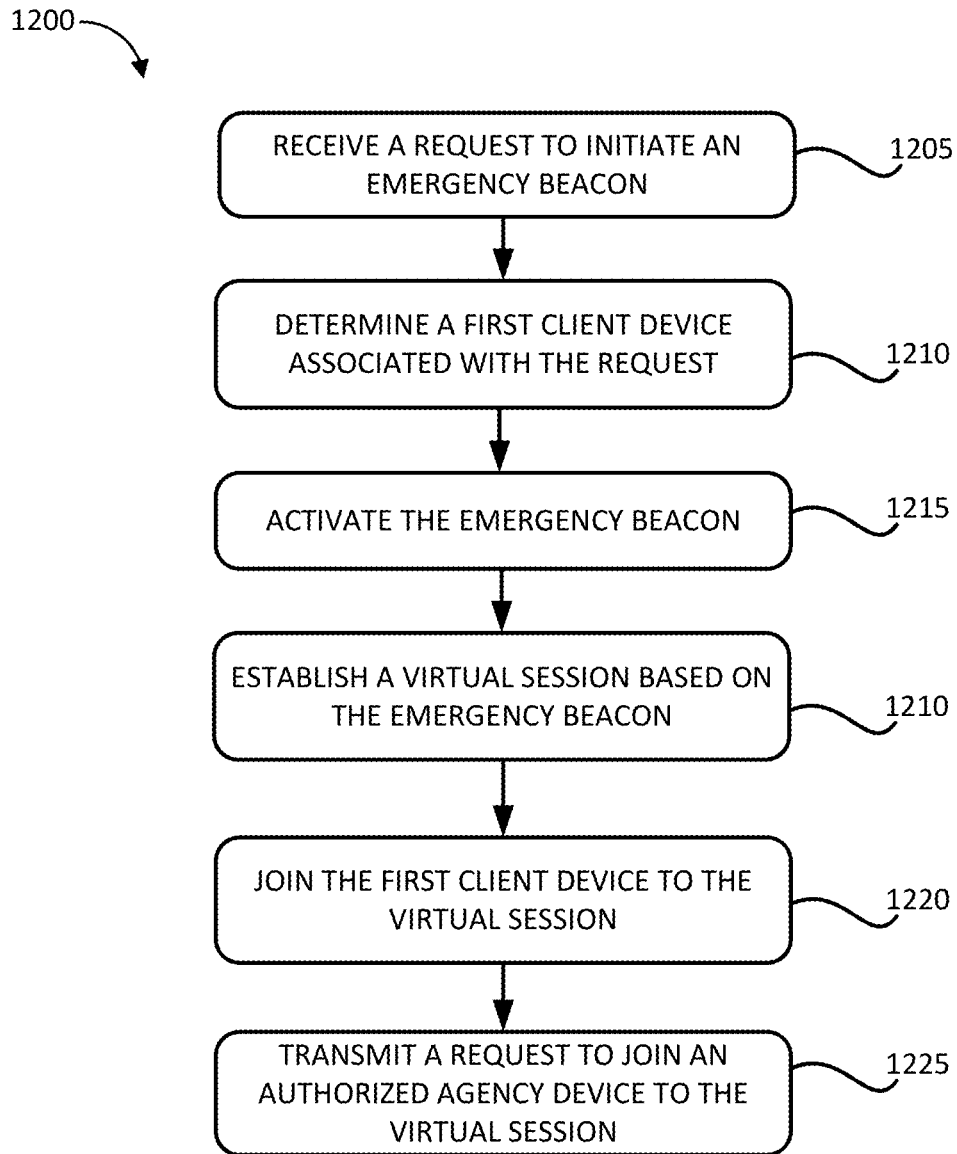 1200
RECEIVE A REQUEST TO INITIATE AN
EMERGENCY BEACON
1205
DETERMINE A FIRST CLIENT DEVICE
ASSOCIATED WITH THE REQUEST
1210
ACTIVATE THE EMERGENCY BEACON
1215
ESTABLISH A VIRTUAL SESSION BASED ON
THE EMERGENCY BEACON
1210
JOIN THE FIRST CLIENT DEVICE TO THE
VIRTUAL SESSION
1220
TRANSMIT A REQUEST TO JOIN AN
AUTHORIZED AGENCY DEVICE TO THE
VIRTUAL SESSION
1225